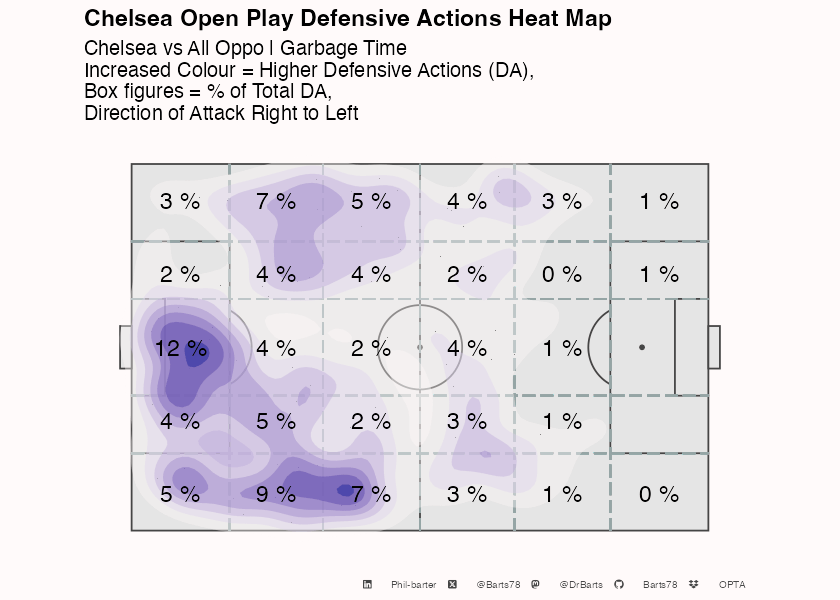 Chelsea Open Play Defensive Actions Heat Map
Chelsea vs All Oppo | Garbage Time
Increased Colour = Higher Defensive Actions (DA),
Box figures = % of Total DA,
Direction of Attack Right to Left
3 % 7 % 5 % 4 % 3 % 1 %
2 % 4 % 4 % 2 % 0 % 1 %
12 % 4 % 2 % 4 % 1 %
4 % 5 % 2 % 3 % 1 %
5 % 9 % 7 % 3 % 1 % 0 %
Phil-barter @Barts78 @DrBarts Barts78 OPTA